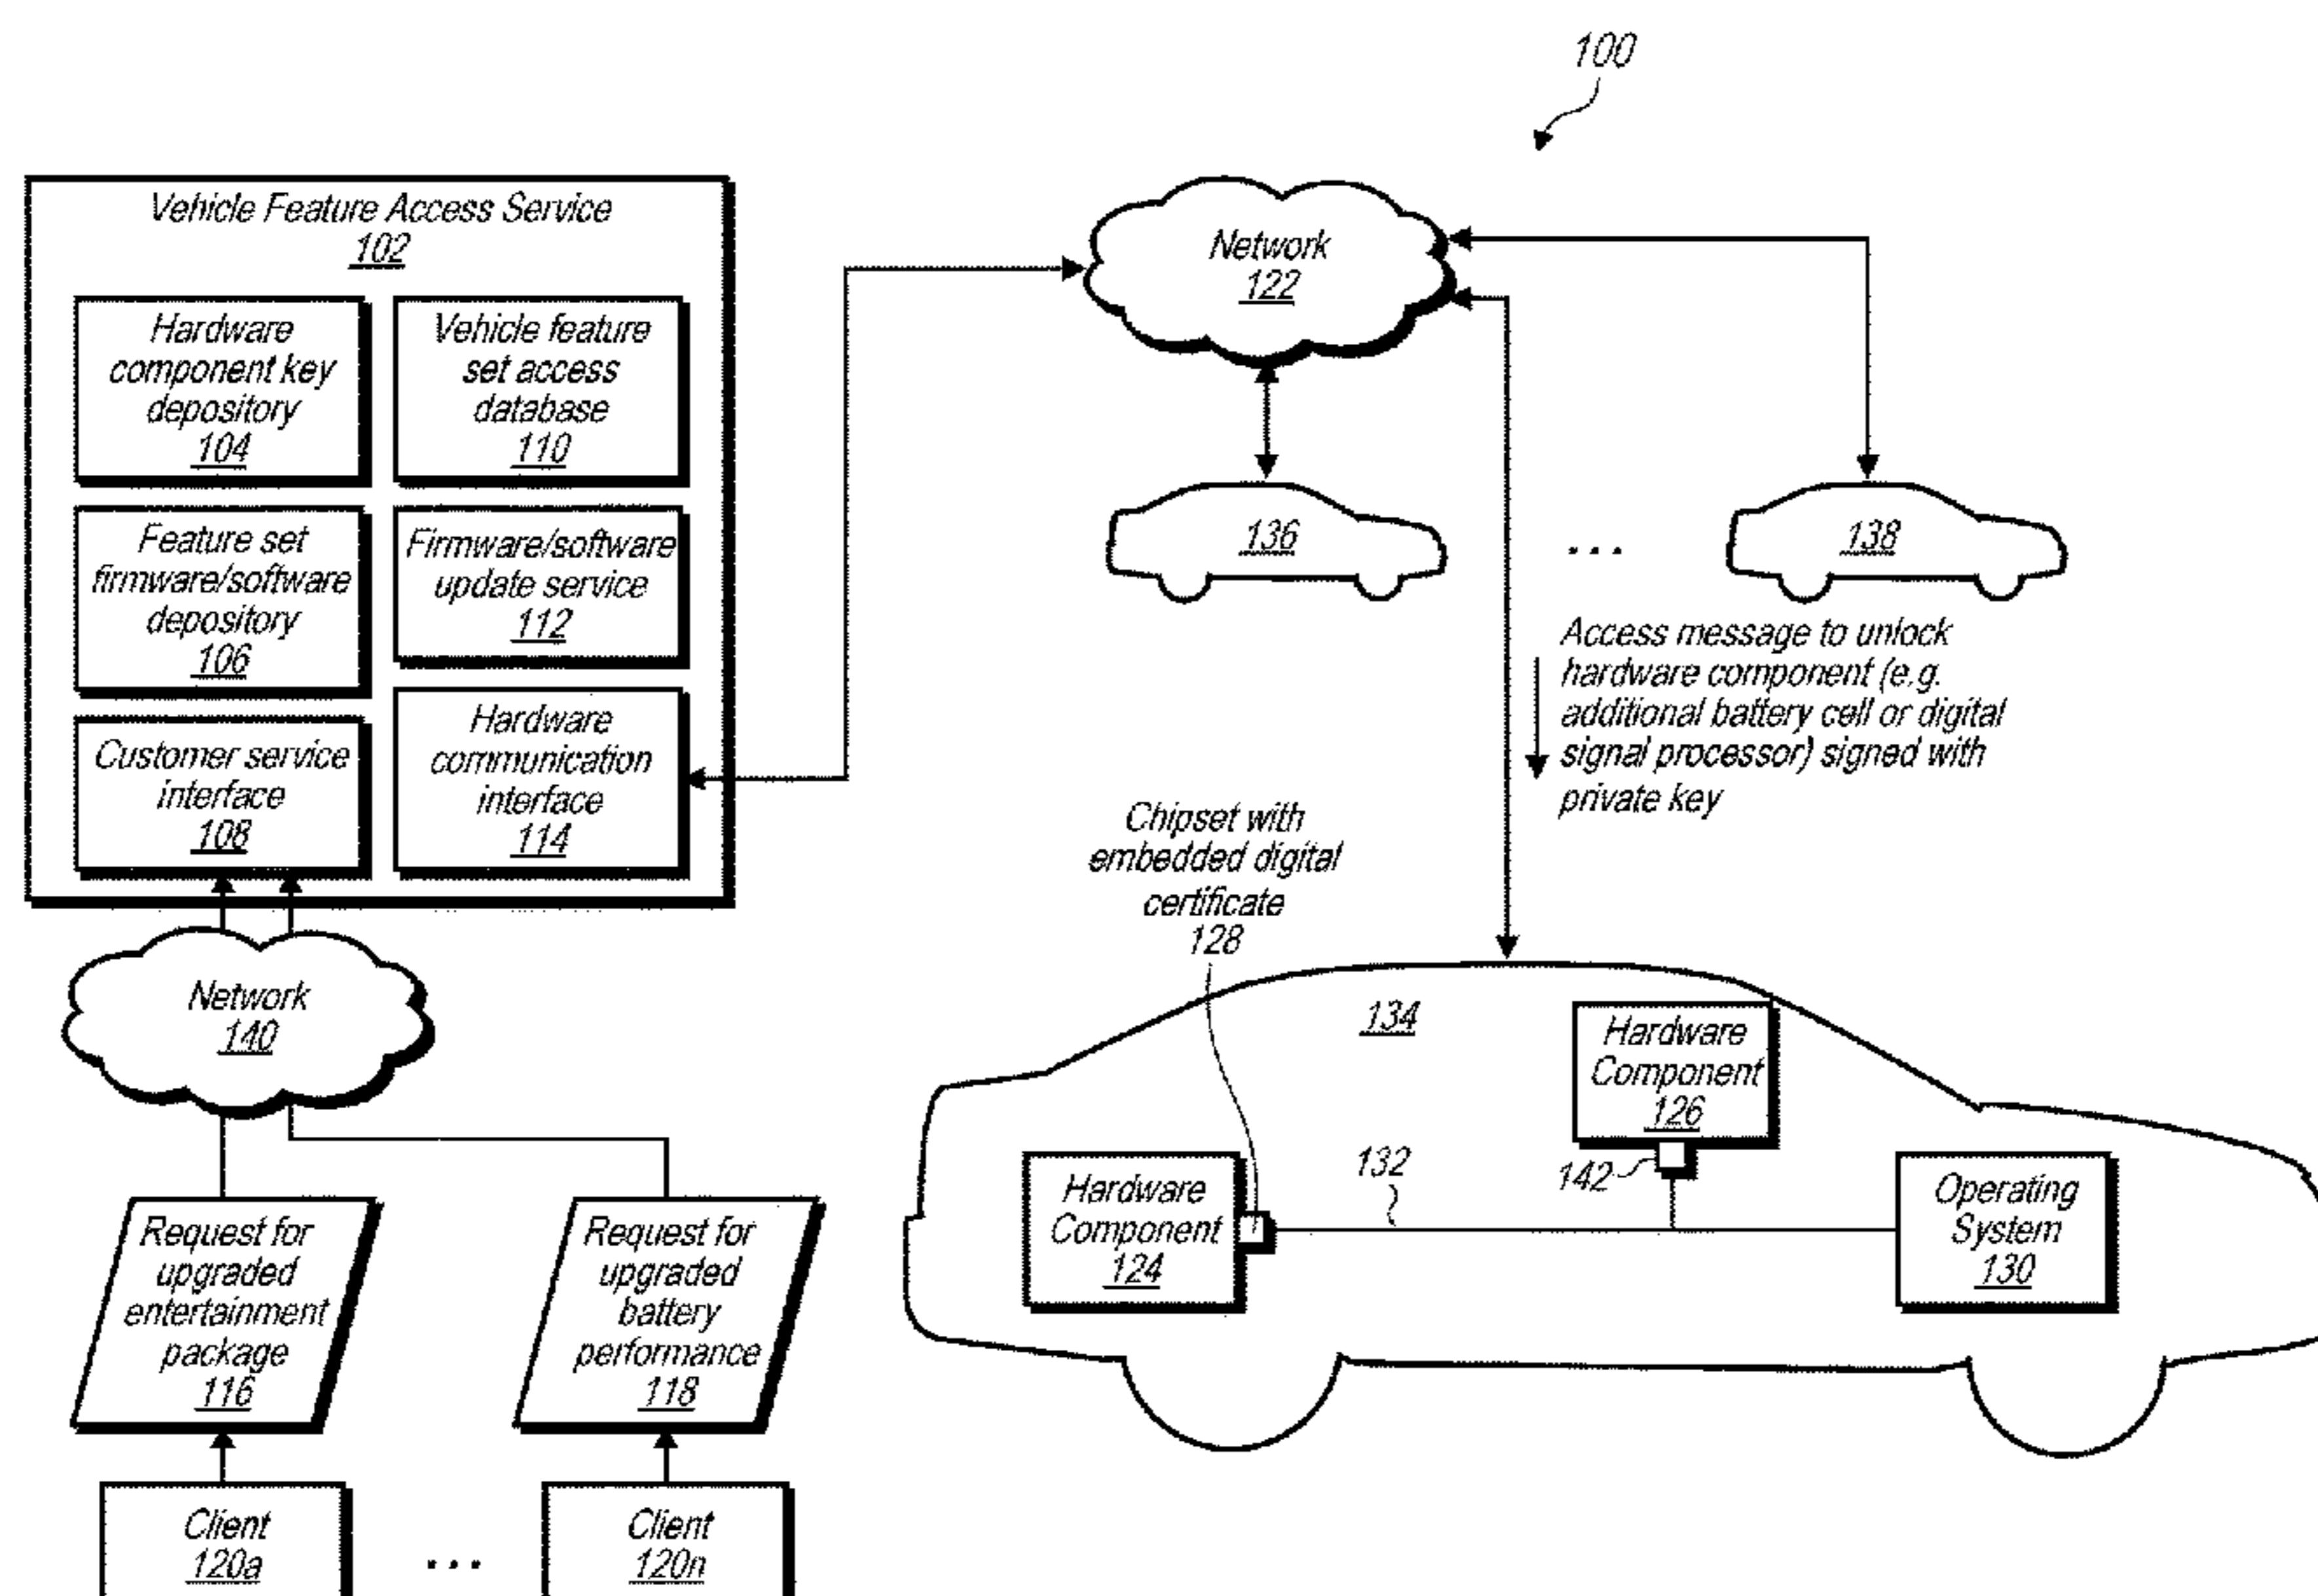 100
Vehicle Feature Access Service
102
Hardware
component key
depository
104
Vehicle feature
set access
database
110
Feature set
firmware/software
depository
106
Firmware/software
update service
112
Customer service
interface
108
Hardware
communication
interface
114
Network
122
136
...
138
Access message to unlock
hardware component (e.g.
additional battery cell or digital
signal processor) signed with
private key
Chipset with
embedded digital
certificate
128
Network
140
134
Hardware
Component
126
142
132
Hardware
Component
124
Operating
System
130
Request for
upgraded
entertainment
package
116
Request for
upgraded
battery
performance
118
Client
120a
...
Client
120n